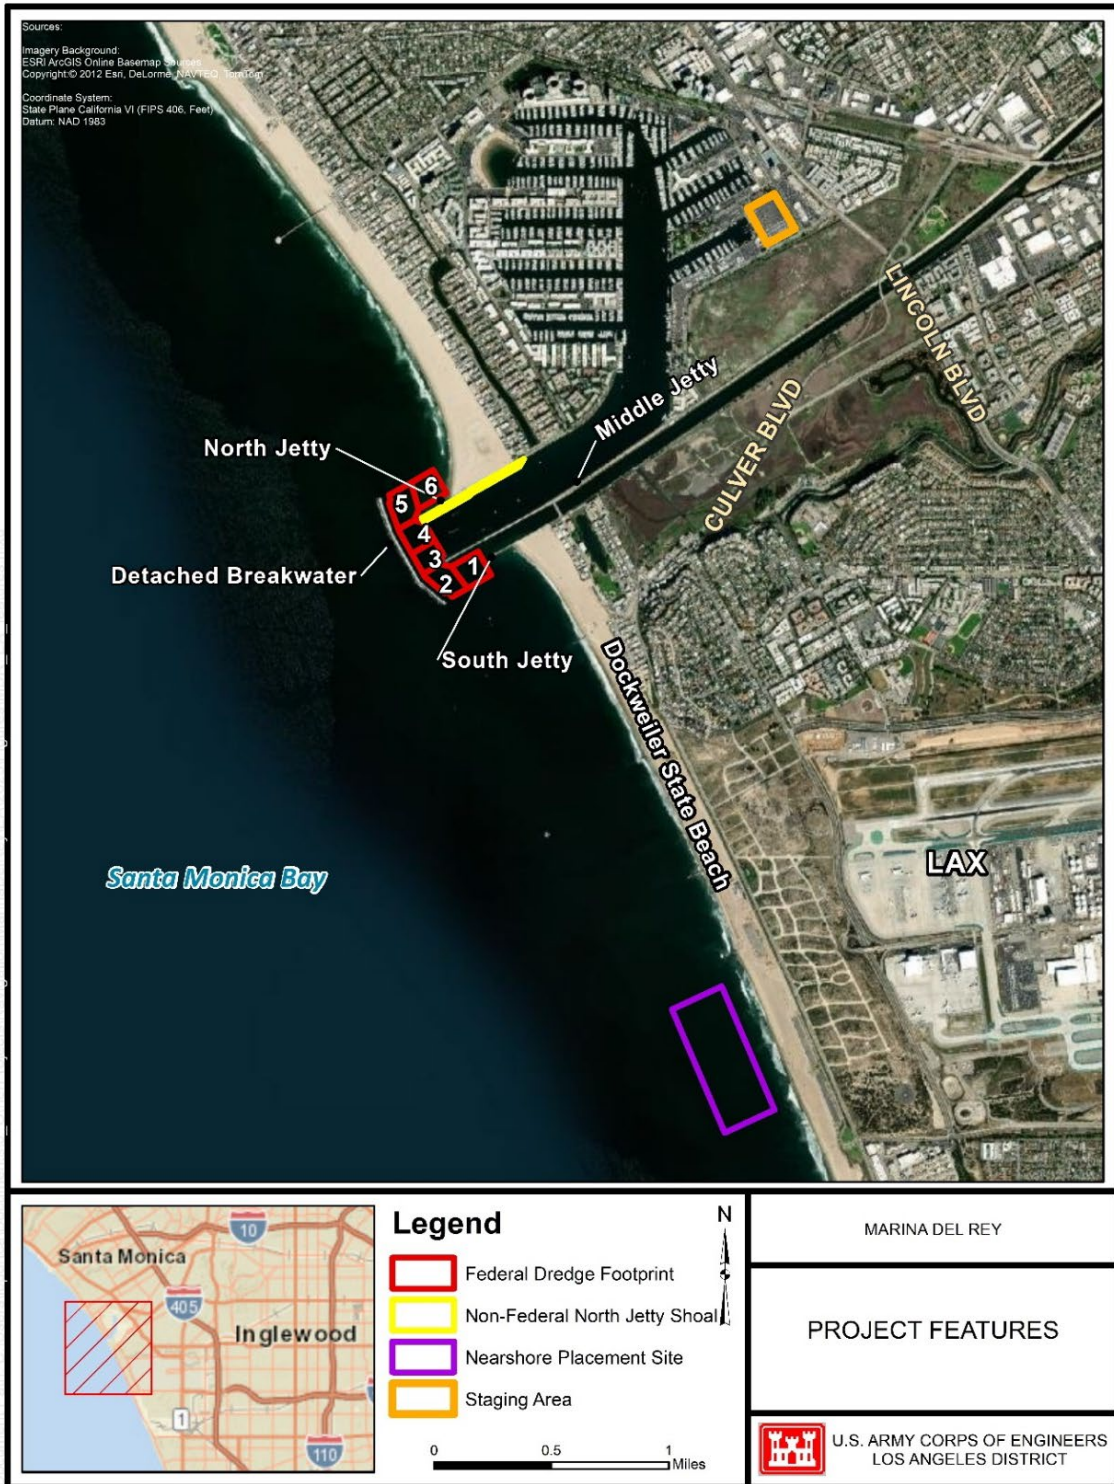 Sources:
Imagery Background:
ESRI ArcGIS Online Basemap Sources
Copyright:© 2012 Esri, DeLorme, NAVTEQ, TomTom
Coordinate System:
State Plane California VI (FIPS 406, Feet)
Datum: NAD 1983
LINCOLN BLVD
Middle Jetty
CULVER BLVD
North Jetty
6
5
4
3
1
2
Detached Breakwater
South Jetty
Dockweiler State Beach
LAX
Santa Monica Bay
10
Santa Monica
405
Inglewood
1
110
Legend
N
Federal Dredge Footprint
Non-Federal North Jetty Shoal
Nearshore Placement Site
Staging Area
0 0.5 1
Miles
MARINA DEL REY
PROJECT FEATURES
U.S. ARMY CORPS OF ENGINEERS
LOS ANGELES DISTRICT